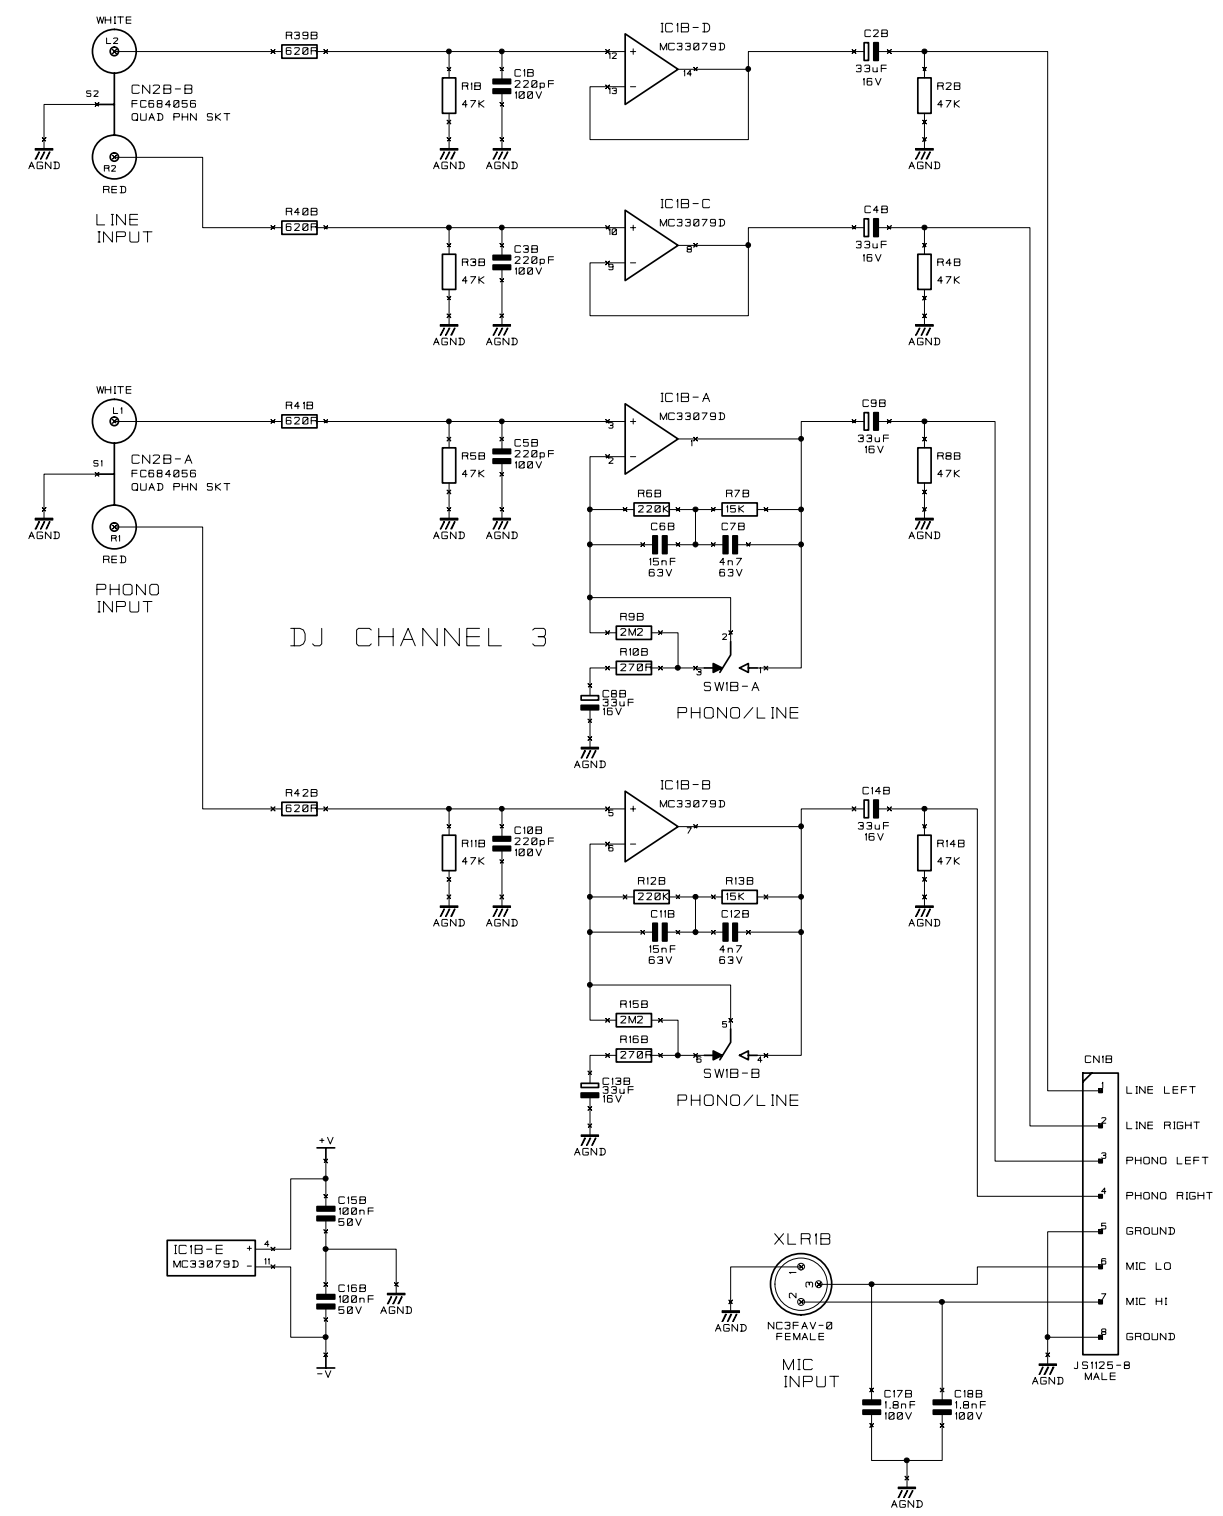 WHITE
L2
S2
CN2B-B
FC684056
QUAD PHN SKT
AGND
R2
RED
LINE
INPUT
R39B
620R
R1B
47K
AGND
C1B
220pF
100V
AGND
IC1B-D
MC33079D
12
+
13
-
14
C2B
33uF
16V
R2B
47K
AGND
R40B
620R
R3B
47K
AGND
C3B
220pF
100V
AGND
IC1B-C
MC33079D
10
+
9
-
8
C4B
33uF
16V
R4B
47K
AGND
WHITE
L1
S1
CN2B-A
FC684056
QUAD PHN SKT
AGND
R1
RED
PHONO
INPUT
R41B
620R
R5B
47K
AGND
C5B
220pF
100V
AGND
IC1B-A
MC33079D
3
+
2
-
1
C9B
33uF
16V
R8B
47K
AGND
R6B
220K
R7B
15K
C6B
15nF
63V
C7B
4n7
63V
R9B
2M2
R10B
270R
2
3
1
SW1B-A
PHONO/LINE
C8B
33uF
16V
AGND
DJ CHANNEL 3
R42B
620R
R11B
47K
AGND
C10B
220pF
100V
AGND
IC1B-B
MC33079D
5
+
6
-
7
C14B
33uF
16V
R14B
47K
AGND
R12B
220K
R13B
15K
C11B
15nF
63V
C12B
4n7
63V
R15B
2M2
R16B
270R
5
6
4
SW1B-B
PHONO/LINE
C13B
33uF
16V
AGND
+V
C15B
100nF
50V
IC1B-E
MC33079D
+
-
4
11
C16B
100nF
50V
AGND
-V
XLR1B
1
3
2
NC3FAV-0
FEMALE
AGND
MIC
INPUT
C17B
1.8nF
100V
C18B
1.8nF
100V
AGND
CN1B
1 LINE LEFT
2 LINE RIGHT
3 PHONO LEFT
4 PHONO RIGHT
5 GROUND
6 MIC LO
7 MIC HI
8 GROUND
JS1125-8
MALE
AGND